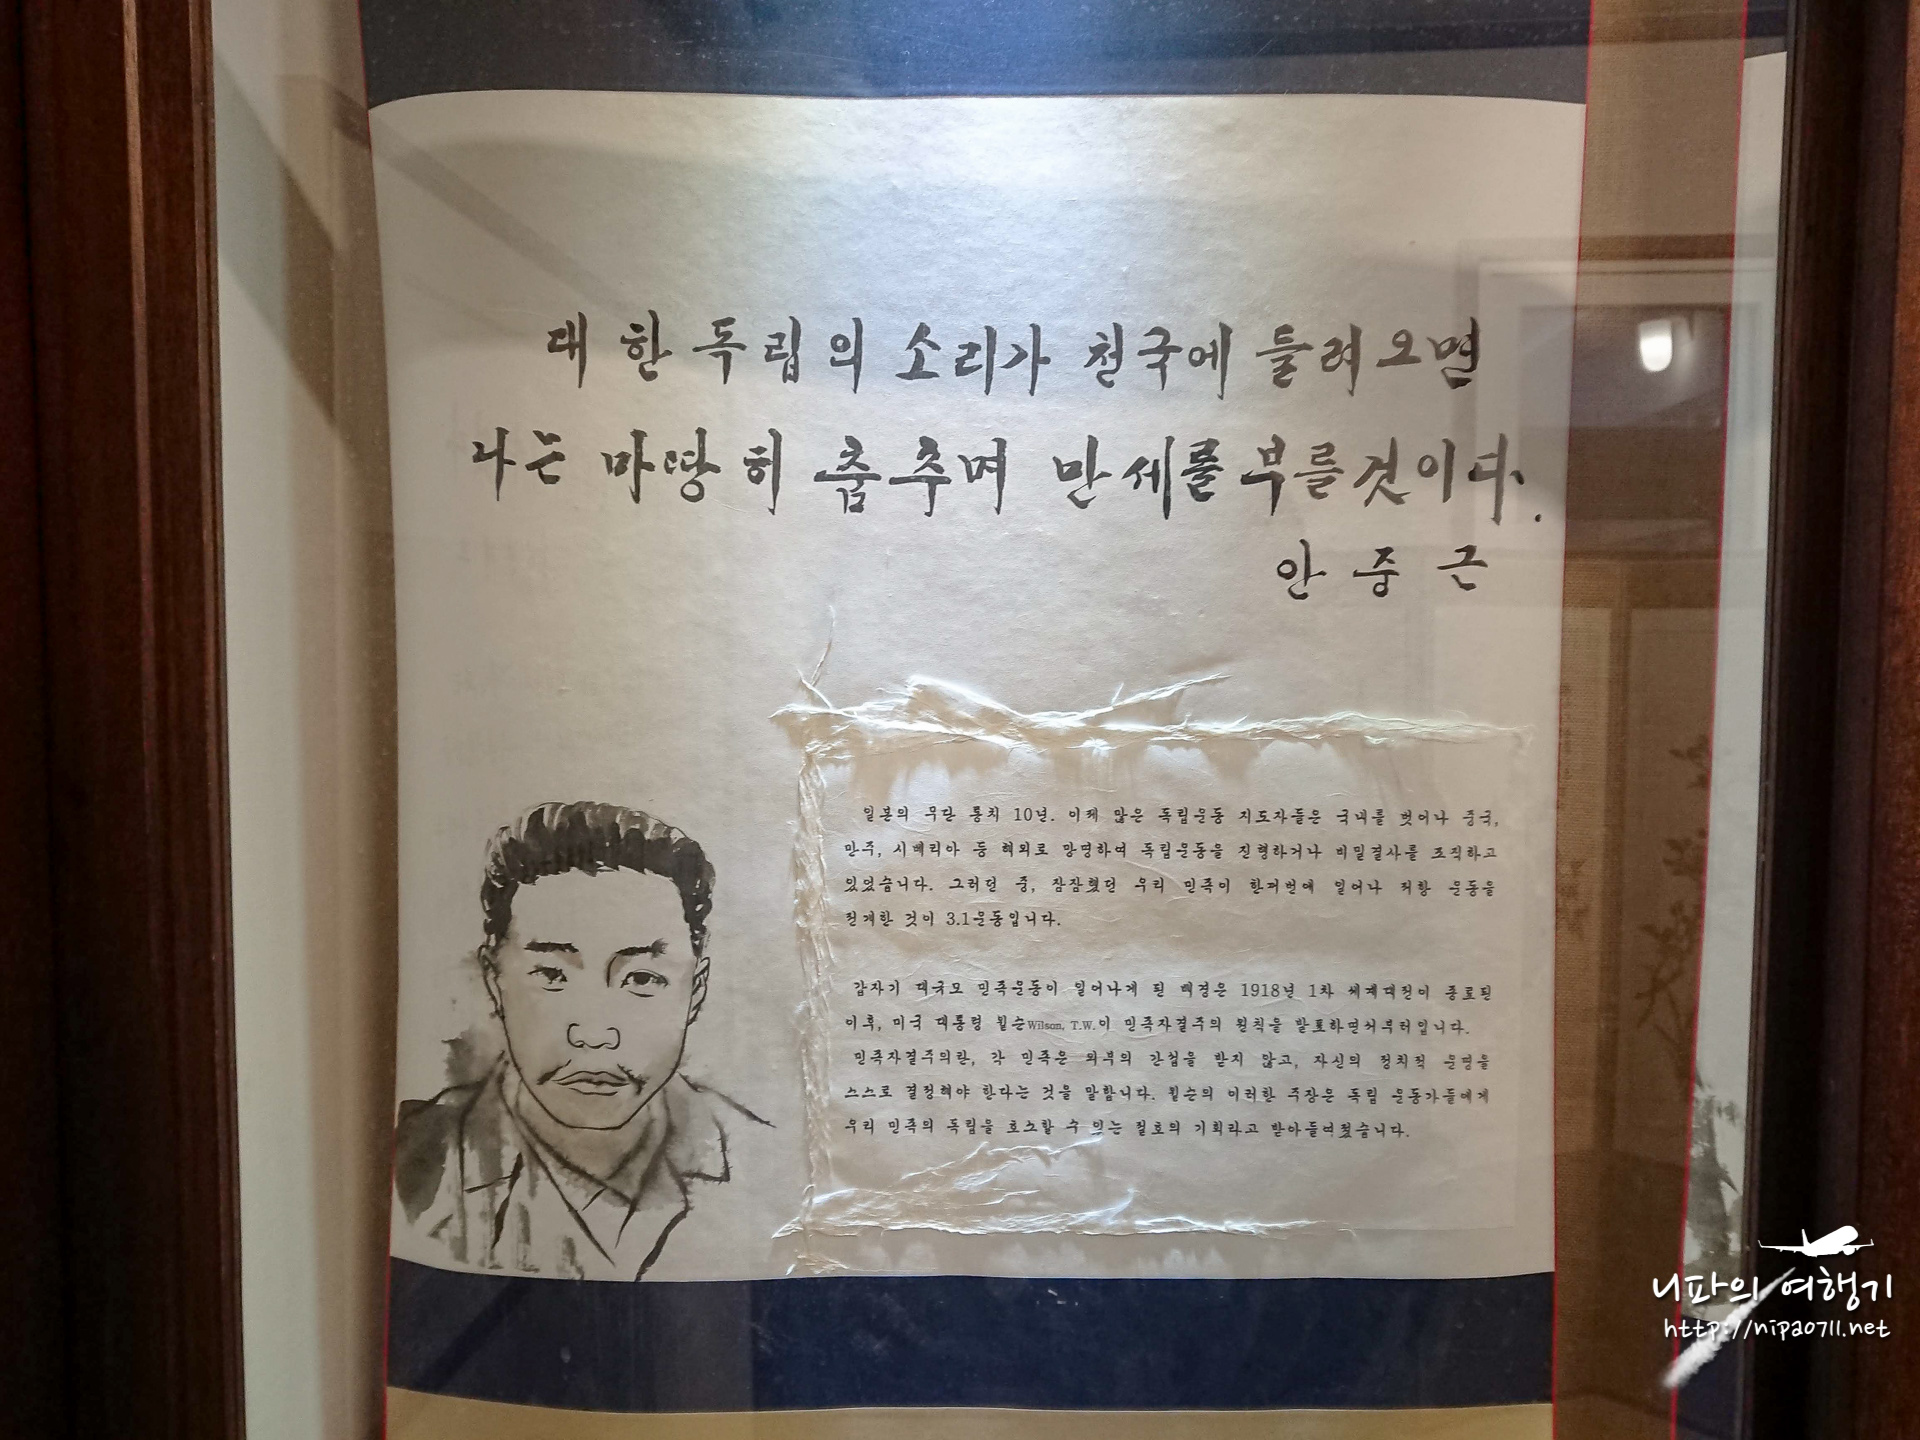 대한독립의 소리가 천국에 들려오면
나는 마땅히 춤추며 만세를 부를것이다.
안중근
일본의 무단 통치 10년. 이께 많은 독립운동 지도자들은 국내를 벗어나 중국,
만주, 시베리아 등 해외로 망명하여 독립운동을 진행하거나 비밀결사를 조직하고
있었습니다. 그러던 중, 잠잠했던 우리 민족이 한꺼번에 일어나 저항 운동을
전개한 것이 3.1운동입니다.
갑자기 대규모 민족운동이 일어나게 된 배경은 1918년 1차 세계대전이 종료된
이후, 미국 대통령 윌슨Wilson, T.W.이 민족자결주의 원칙을 발표하면서부터입니다.
민족자결주의란, 각 민족은 외부의 간섭을 받지 않고, 자신의 정치적 운명을
스스로 결정해야 한다는 것을 말합니다. 윌슨의 이러한 주장은 독립 운동가들에게
우리 민족의 독립을 호소할 수 있는 절호의 기회라고 받아들여졌습니다.
니파의 여행기
http://nipa0711.net